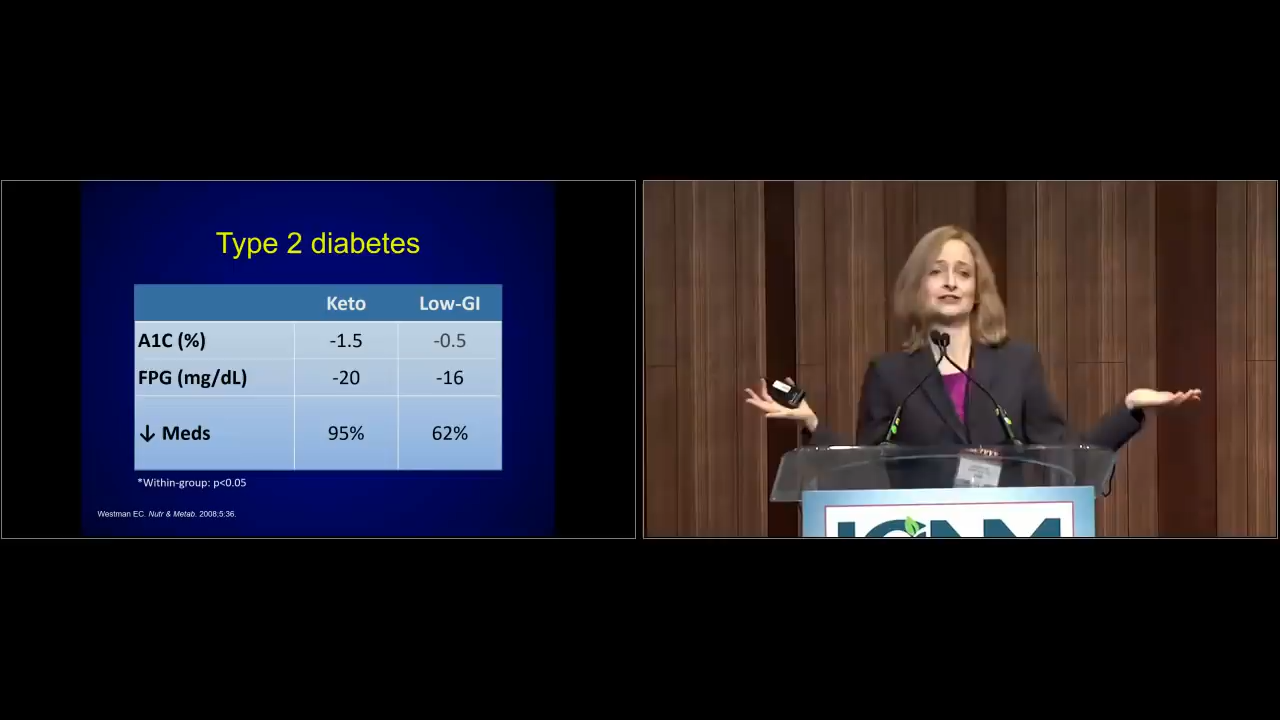 Type 2 diabetes
Keto Low-GI
A1C (%) -1.5 -0.5
FPG (mg/dL) -20 -16
↓ Meds 95% 62%
*Within-group: p<0.05
Westman EC. Nutr & Metab. 2008;5:36.